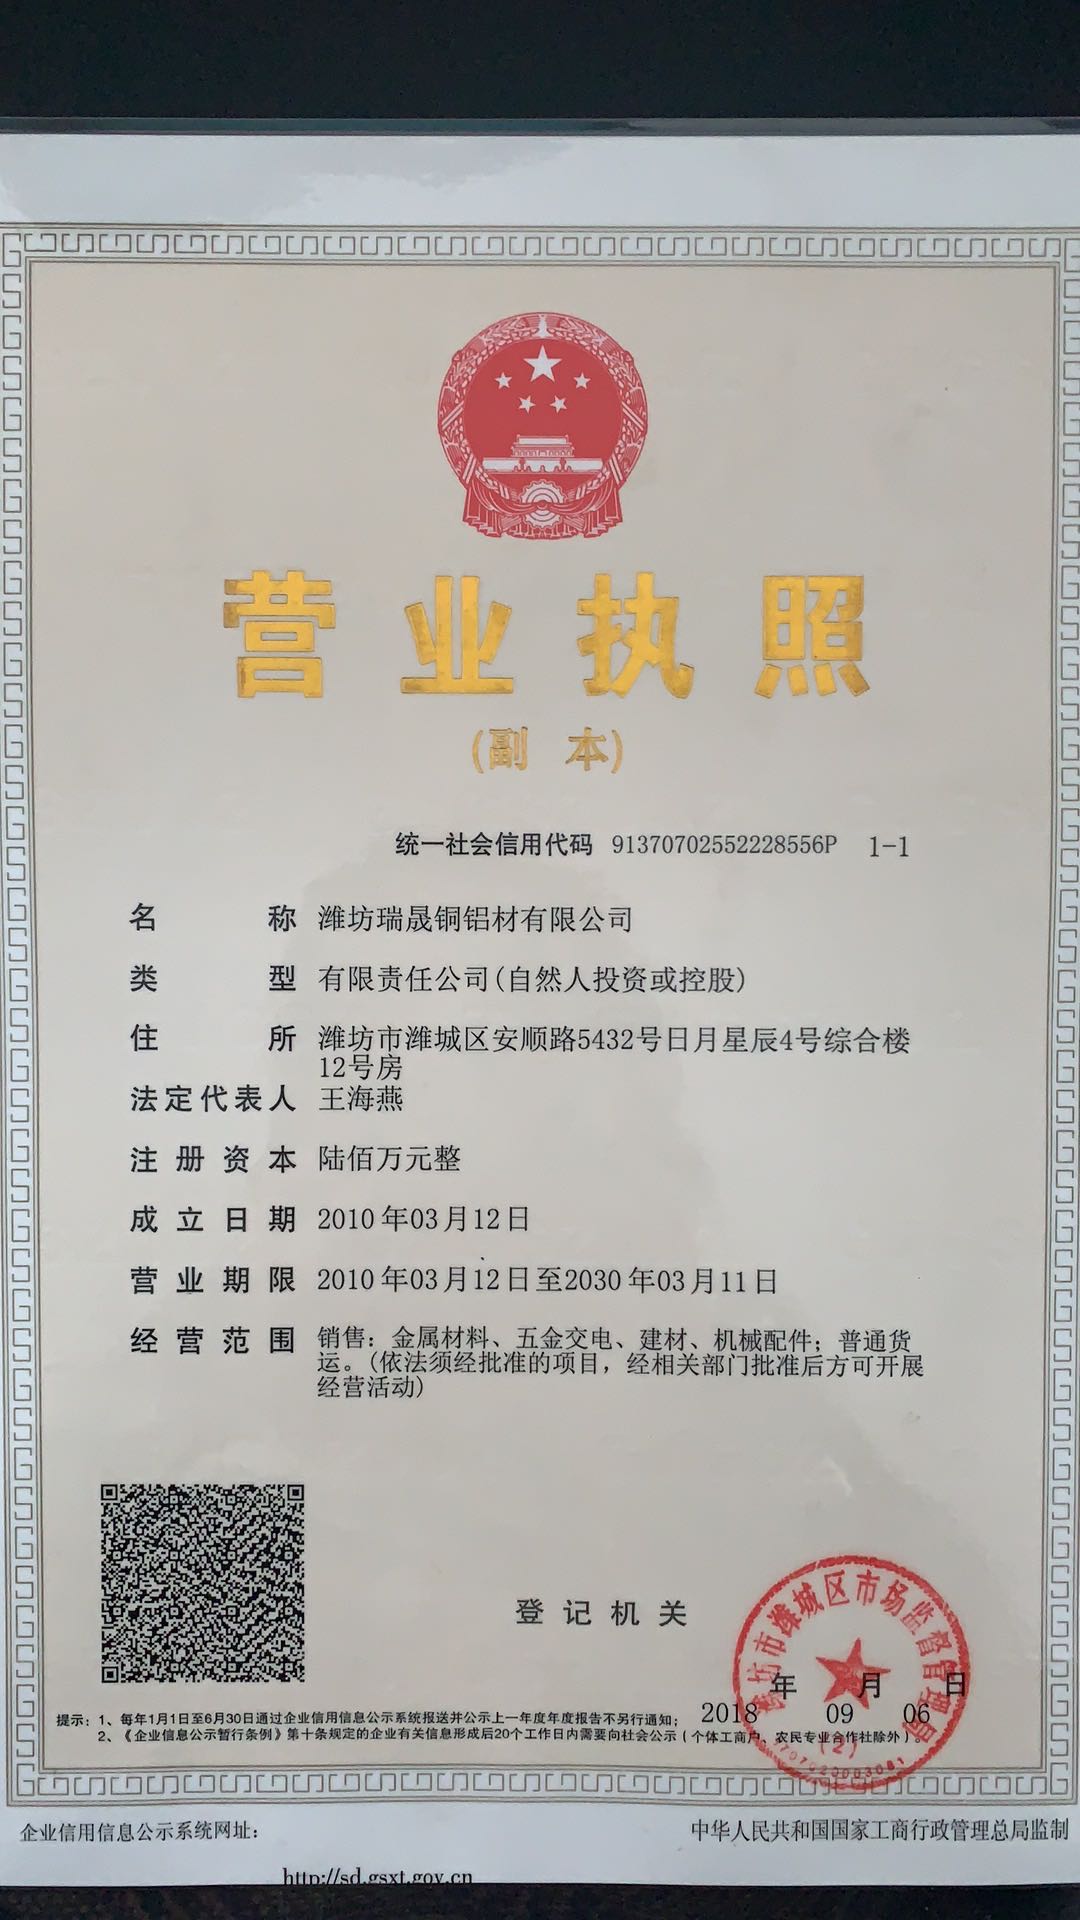 营业执照
(副 本)
统一社会信用代码 91370702552228556P 1-1
名称 潍坊瑞晟铜铝材有限公司
类型 有限责任公司(自然人投资或控股)
住所 潍坊市潍城区安顺路5432号日月星辰4号综合楼
12号房
法定代表人 王海燕
注册资本 陆佰万元整
成立日期 2010年03月12日
营业期限 2010年03月12日至2030年03月11日
经营范围 销售：金属材料、五金交电、建材、机械配件；普通货
运。(依法须经批准的项目，经相关部门批准后方可开展
经营活动)
登记机关
潍坊市潍城区市场监督管理局
(2)
年 月 日
2018 09 06
提示：1、每年1月1日至6月30日通过企业信用信息公示系统报送并公示上一年度年度报告不另行通知；
2、《企业信息公示暂行条例》第十条规定的企业有关信息形成后20个工作日内需要向社会公示（个体工商户、农民专业合作社除外）。
企业信用信息公示系统网址：
http://sd.gsxt.gov.cn
中华人民共和国国家工商行政管理总局监制